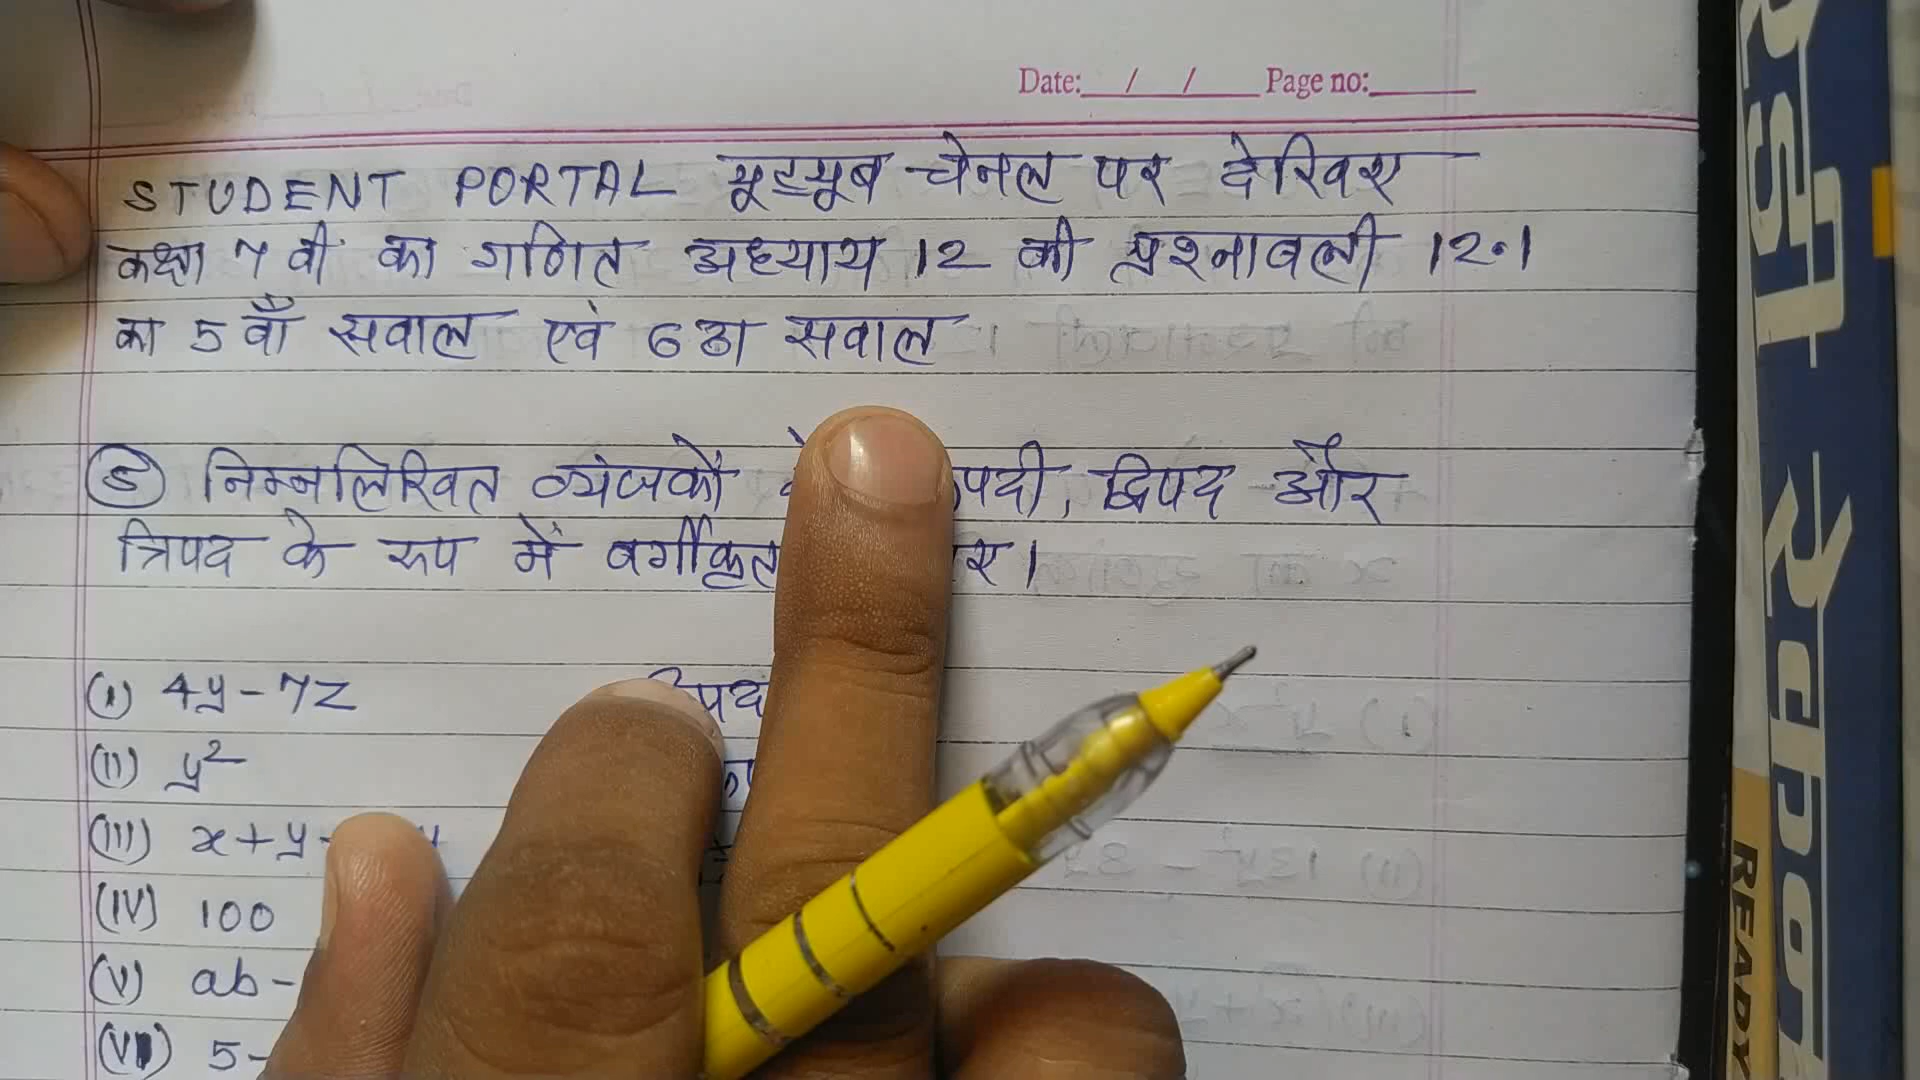 Date: / / Page no:
STUDENT PORTAL यूट्यूब चेनल पर देखिए
कक्षा 7 वी का गणित अध्याय 12 की प्रश्नावली 12.1
का 5 वाँ सवाल एवं 6 ठा सवाल
5 निम्नलिखित व्यंजकों पदी, द्विपद और
त्रिपद के रूप में वर्गीकृत
(I) 4y - 7z
(II) y²
(III) x + y -
(IV) 100
(V) ab -
(VI) 5 -
READY